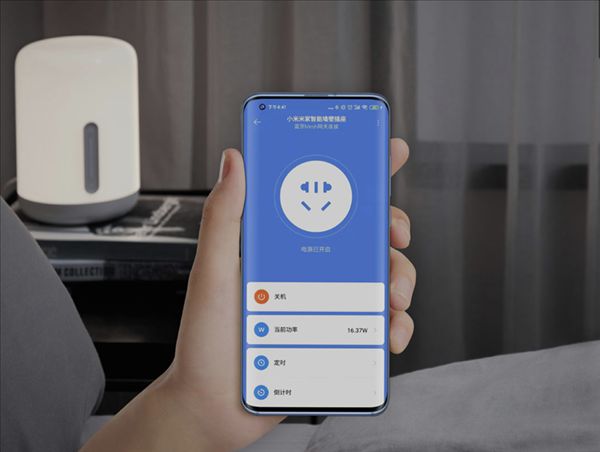 下午4:41
小米米家智能墙壁插座
蓝牙Mesh网关连接
电源已开启
关机
W 当前功率 16.37W
定时
倒计时
COLLECTION